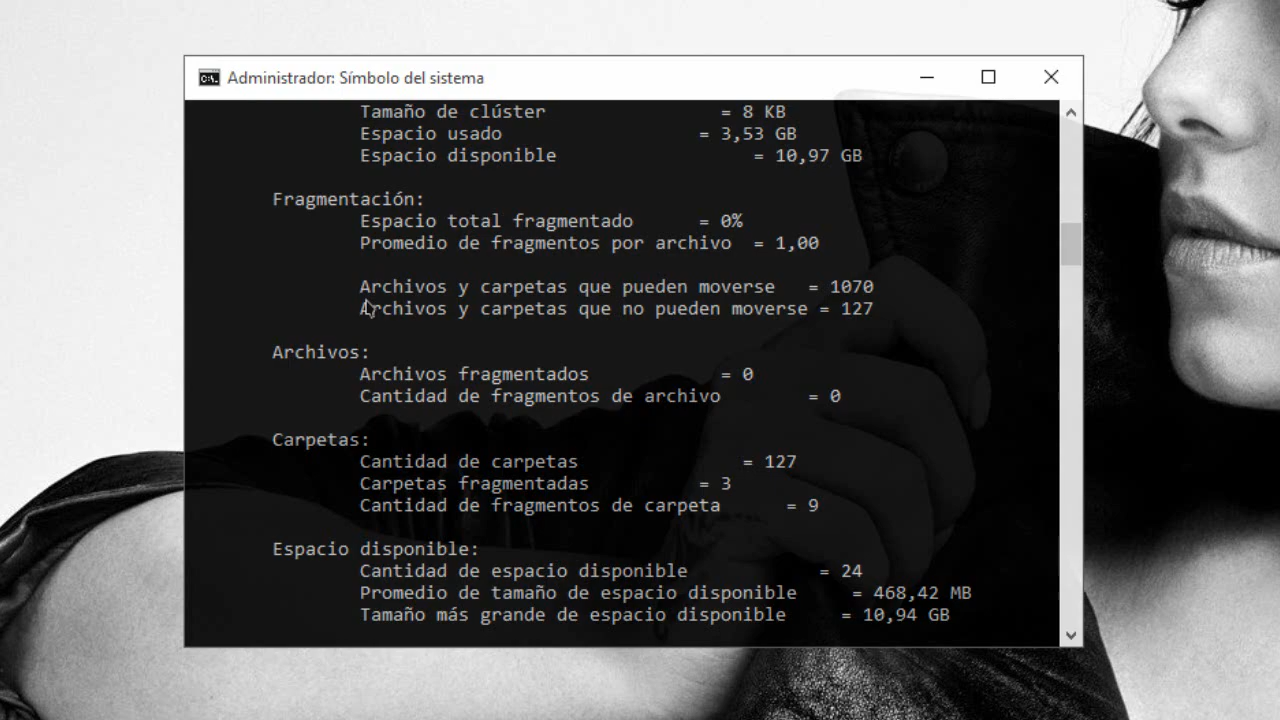 Administrador: Símbolo del sistema
Tamaño de clúster = 8 KB
Espacio usado = 3,53 GB
Espacio disponible = 10,97 GB
Fragmentación:
Espacio total fragmentado = 0%
Promedio de fragmentos por archivo = 1,00
Archivos y carpetas que pueden moverse = 1070
Archivos y carpetas que no pueden moverse = 127
Archivos:
Archivos fragmentados = 0
Cantidad de fragmentos de archivo = 0
Carpetas:
Cantidad de carpetas = 127
Carpetas fragmentadas = 3
Cantidad de fragmentos de carpeta = 9
Espacio disponible:
Cantidad de espacio disponible = 24
Promedio de tamaño de espacio disponible = 468,42 MB
Tamaño más grande de espacio disponible = 10,94 GB